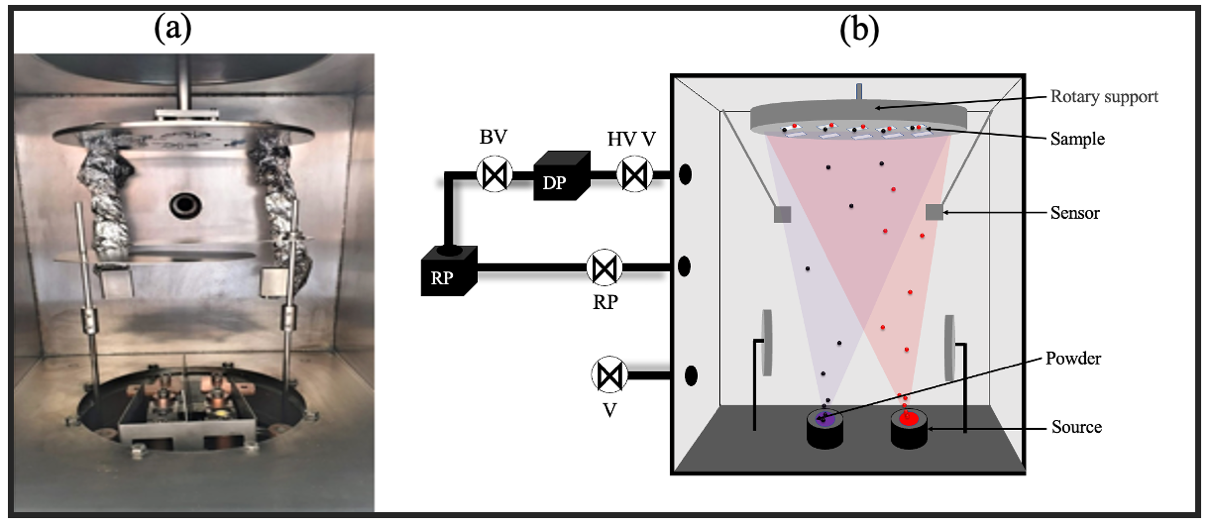 (a)
(b)
BV
HV V
DP
RP
RP
V
Rotary support
Sample
Sensor
Powder
Source